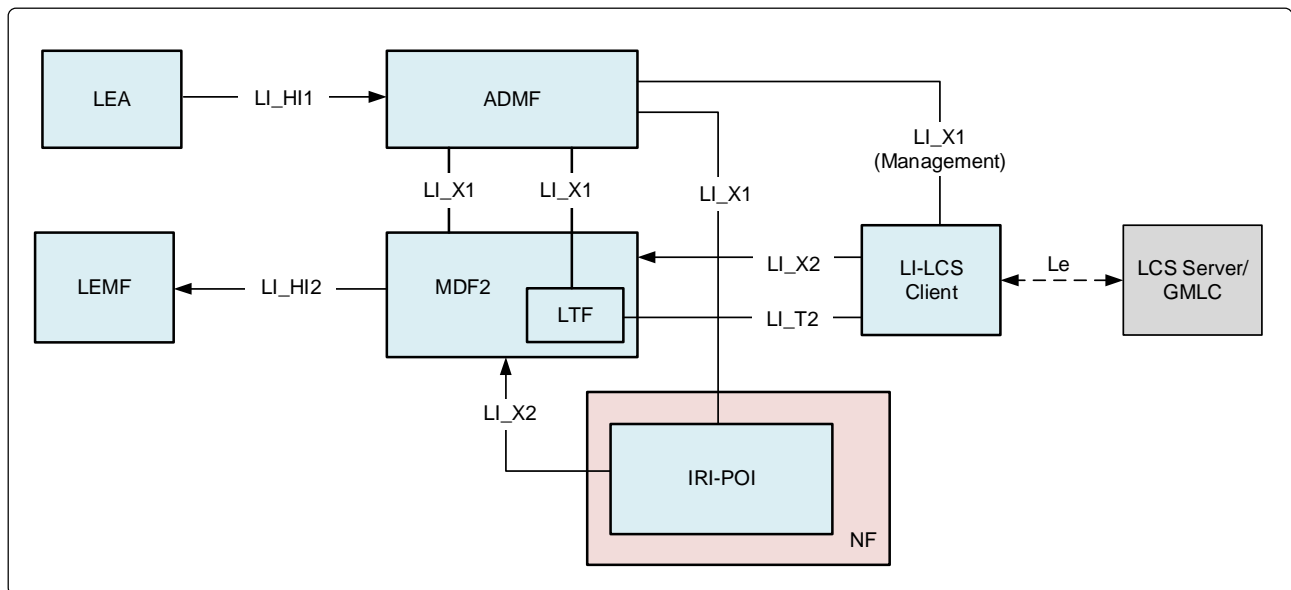 LEA
LI_HI1
ADMF
LI_X1
(Management)
LI_X1
LI_X1
LI_X1
LEMF
LI_HI2
MDF2
LTF
LI_X2
LI_T2
LI-LCS
Client
Le
LCS Server/
GMLC
LI_X2
IRI-POI
NF